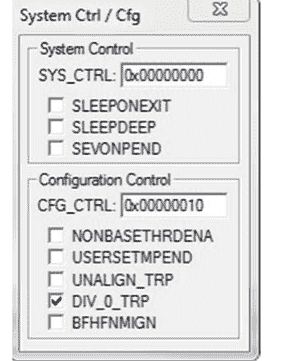 System Ctrl / Cfg
System Control
SYS_CTRL: 0x00000000
SLEEPONEXIT
SLEEPDEEP
SEVONPEND
Configuration Control
CFG_CTRL: 0x00000010
NONBASETHRDENA
USERSETMPEND
UNALIGN_TRP
DIV_0_TRP
BFHFNMIGN